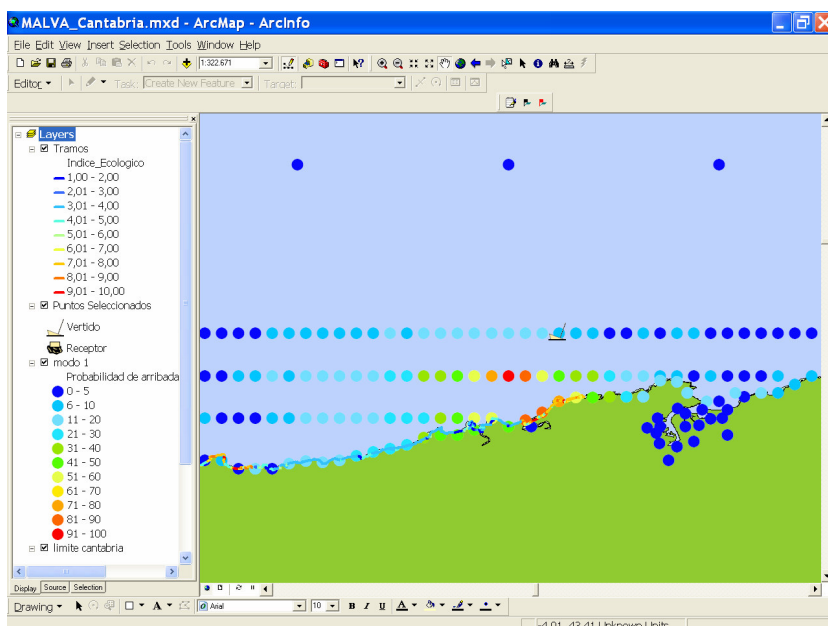 MALVA_Cantabria.mxd - ArcMap - ArcInfo
File Edit View Insert Selection Tools Window Help
1:322.671
Editor Task: Create New Feature Target:
Layers
Tramos
Indice_Ecologico
1,00 - 2,00
2,01 - 3,00
3,01 - 4,00
4,01 - 5,00
5,01 - 6,00
6,01 - 7,00
7,01 - 8,00
8,01 - 9,00
9,01 - 10,00
Puntos Seleccionados
Vertido
Receptor
modo 1
Probabilidad de arribada
0 - 5
6 - 10
11 - 20
21 - 30
31 - 40
41 - 50
51 - 60
61 - 70
71 - 80
81 - 90
91 - 100
limite cantabria
Display Source Selection
Drawing A Arial 10 B I U A
-4,01 43,41 Unknown Units